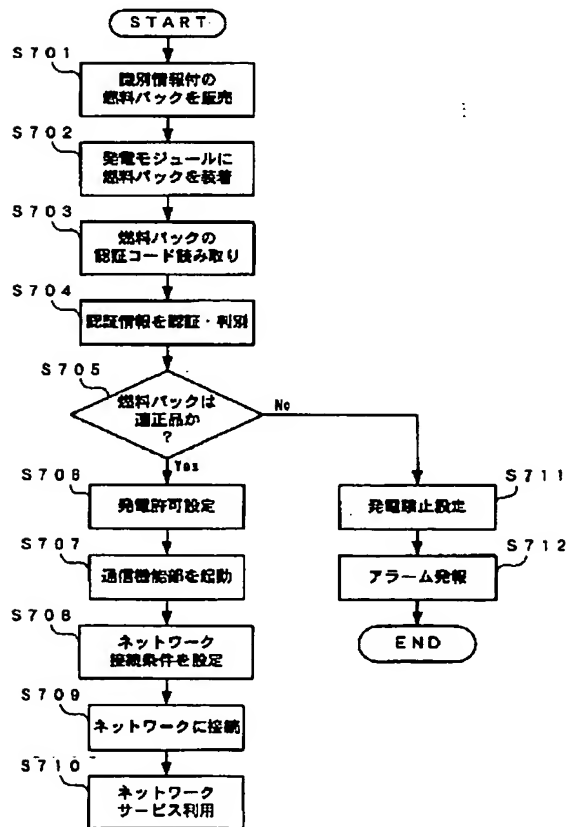 START
S701
識別情報付の
燃料パックを販売
S702
発電モジュールに
燃料パックを装着
S703
燃料パックの
認証コード読み取り
S704
認証情報を認証・判別
S705
燃料パックは
適正品か
?
No
Yes
S706
発電許可設定
S707
通信機能部を起動
S708
ネットワーク
接続条件を設定
S709
ネットワークに接続
S710
ネットワーク
サービス利用
S711
発電禁止設定
S712
アラーム発報
END